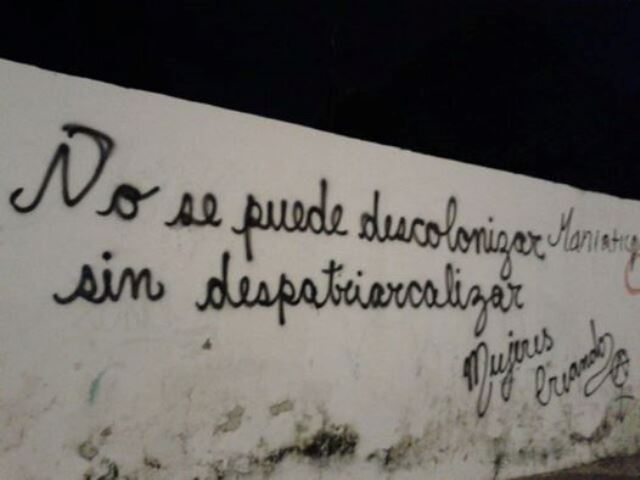 No se puede descolonizar
sin despatriarcalizar
Mujeres
Creando